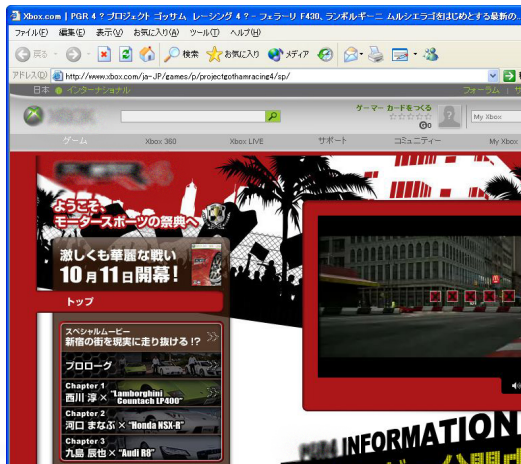 Xbox.com | PGR 4 ? プロジェクト ゴッサム レーシング 4 ? - フェラーリ F430、ランボルギーニ ムルシエラゴをはじめとする最新の
ファイル(F) 編集(E) 表示(V) お気に入り(A) ツール(T) ヘルプ(H)
戻る 検索 お気に入り メディア
アドレス(D) http://www.xbox.com/ja-JP/games/p/projectgothamracing4/sp/
日本 インターナショナル フォーラム | サ
ゲーマー カードをつくる
My Xbox
ゲーム Xbox 360 Xbox LIVE サポート コミュニティー My Xbox
ようこそ、
モータースポーツの祭典へ
激しくも華麗な戦い
10月11日開幕!
トップ
スペシャルムービー
新宿の街を現実に走り抜ける!?
プロローグ
Chapter 1
西川 淳 × "Lamborghini Countach LP400"
Chapter 2
河口 まなぶ × "Honda NSX-R"
Chapter 3
九島 辰也 × "Audi R8"
INFORMATION